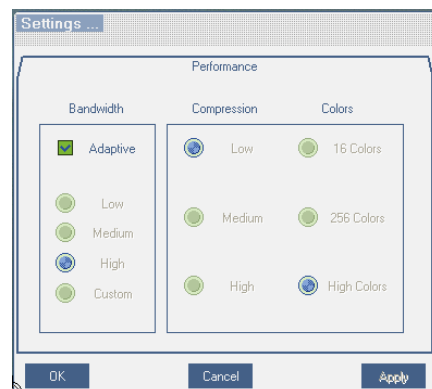 Settings ...
Performance
Bandwidth Compression Colors
Adaptive Low 16 Colors
Low
Medium Medium 256 Colors
High
Custom High High Colors
OK Cancel Apply